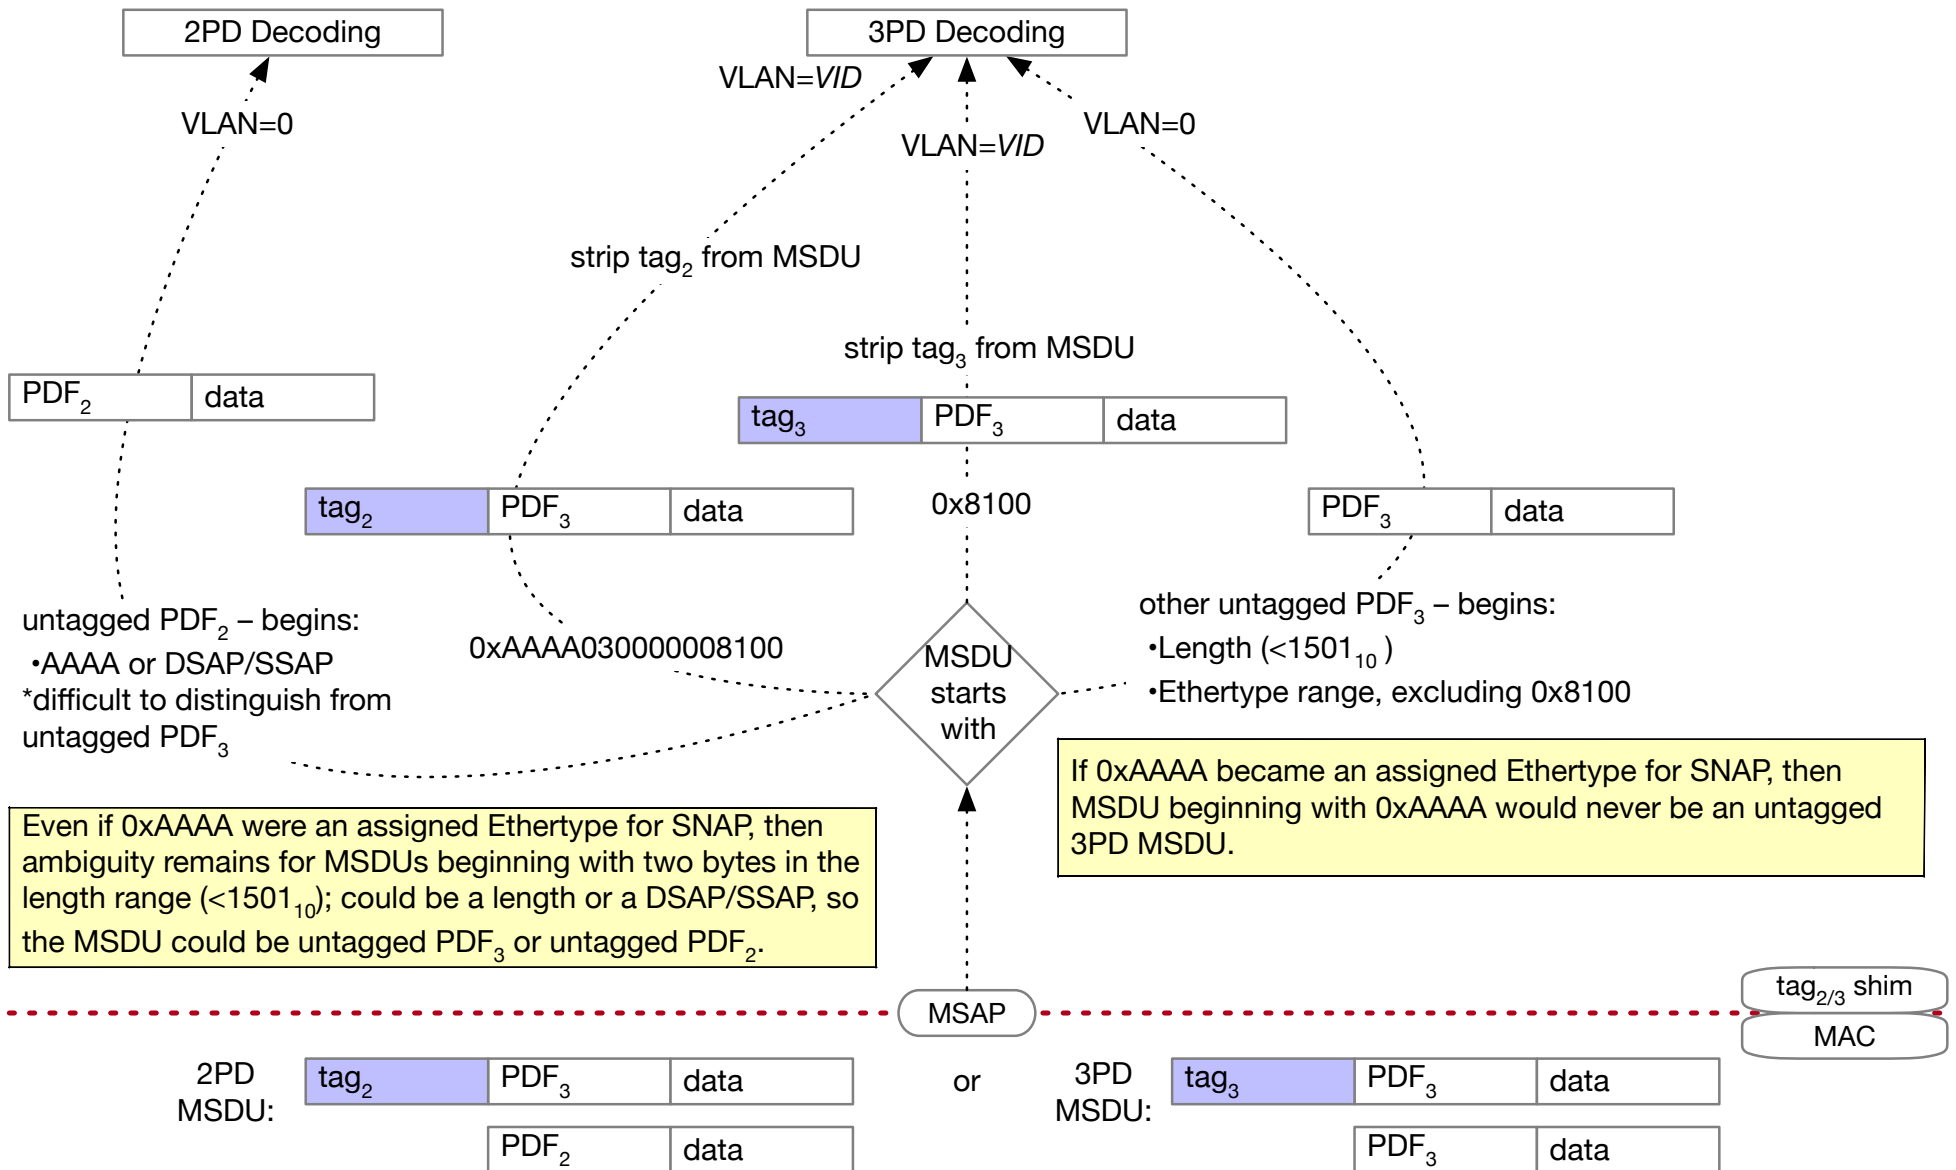 2PD Decoding
3PD Decoding
VLAN=VID
VLAN=0
VLAN=VID
VLAN=0
strip tag2 from MSDU
strip tag3 from MSDU
PDF2 data
tag3 PDF3 data
tag2 PDF3 data
0x8100
PDF3 data
untagged PDF2 – begins:
•AAAA or DSAP/SSAP
*difficult to distinguish from
untagged PDF3
0xAAAA030000008100
MSDU
starts
with
other untagged PDF3 – begins:
•Length (<150110 )
•Ethertype range, excluding 0x8100
If 0xAAAA became an assigned Ethertype for SNAP, then
MSDU beginning with 0xAAAA would never be an untagged
3PD MSDU.
Even if 0xAAAA were an assigned Ethertype for SNAP, then
ambiguity remains for MSDUs beginning with two bytes in the
length range (<150110); could be a length or a DSAP/SSAP, so
the MSDU could be untagged PDF3 or untagged PDF2.
MSAP
tag2/3 shim
MAC
2PD
MSDU:
tag2 PDF3 data
PDF2 data
or
3PD
MSDU:
tag3 PDF3 data
PDF3 data